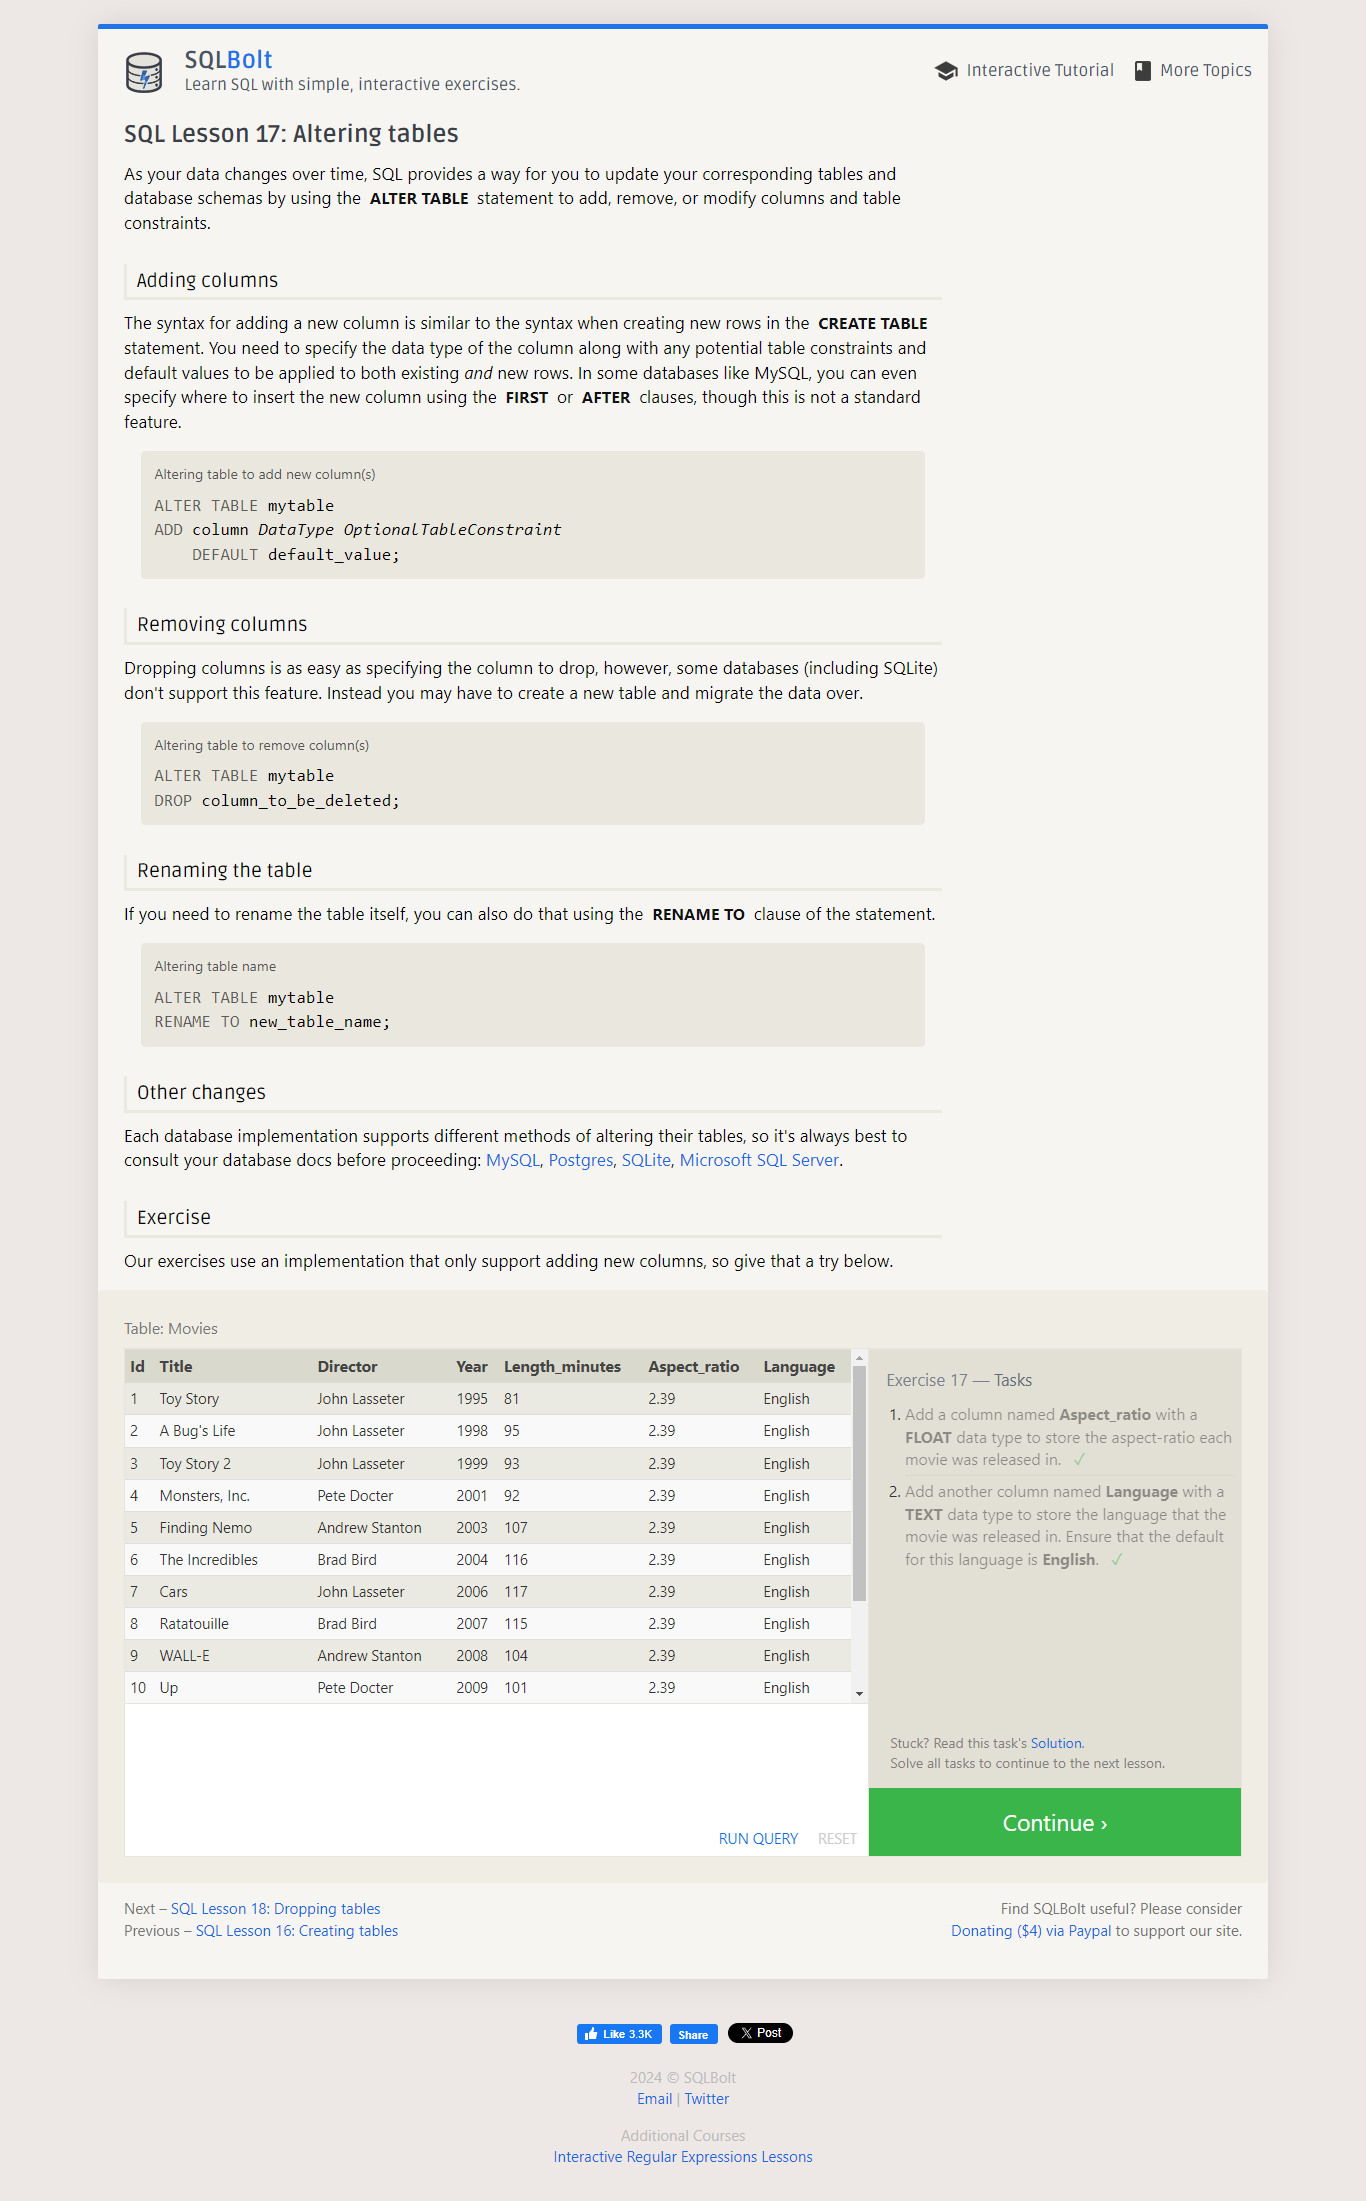 SQLBolt
Learn SQL with simple, interactive exercises.
Interactive Tutorial
More Topics
SQL Lesson 17: Altering tables
As your data changes over time, SQL provides a way for you to update your corresponding tables and
database schemas by using the ALTER TABLE statement to add, remove, or modify columns and table
constraints.
Adding columns
The syntax for adding a new column is similar to the syntax when creating new rows in the CREATE TABLE
statement. You need to specify the data type of the column along with any potential table constraints and
default values to be applied to both existing and new rows. In some databases like MySQL, you can even
specify where to insert the new column using the FIRST or AFTER clauses, though this is not a standard
feature.
Altering table to add new column(s)
ALTER TABLE mytable
ADD column DataType OptionalTableConstraint
DEFAULT default_value;
Removing columns
Dropping columns is as easy as specifying the column to drop, however, some databases (including SQLite)
don't support this feature. Instead you may have to create a new table and migrate the data over.
Altering table to remove column(s)
ALTER TABLE mytable
DROP column_to_be_deleted;
Renaming the table
If you need to rename the table itself, you can also do that using the RENAME TO clause of the statement.
Altering table name
ALTER TABLE mytable
RENAME TO new_table_name;
Other changes
Each database implementation supports different methods of altering their tables, so it's always best to
consult your database docs before proceeding: MySQL, Postgres, SQLite, Microsoft SQL Server.
Exercise
Our exercises use an implementation that only support adding new columns, so give that a try below.
Table: Movies
Id Title Director Year Length_minutes Aspect_ratio Language
1 Toy Story John Lasseter 1995 81 2.39 English
2 A Bug's Life John Lasseter 1998 95 2.39 English
3 Toy Story 2 John Lasseter 1999 93 2.39 English
4 Monsters, Inc. Pete Docter 2001 92 2.39 English
5 Finding Nemo Andrew Stanton 2003 107 2.39 English
6 The Incredibles Brad Bird 2004 116 2.39 English
7 Cars John Lasseter 2006 117 2.39 English
8 Ratatouille Brad Bird 2007 115 2.39 English
9 WALL-E Andrew Stanton 2008 104 2.39 English
10 Up Pete Docter 2009 101 2.39 English
RUN QUERY RESET
Exercise 17 — Tasks
1. Add a column named Aspect_ratio with a
FLOAT data type to store the aspect-ratio each
movie was released in. ✓
2. Add another column named Language with a
TEXT data type to store the language that the
movie was released in. Ensure that the default
for this language is English. ✓
Stuck? Read this task's Solution.
Solve all tasks to continue to the next lesson.
Continue ›
Next – SQL Lesson 18: Dropping tables
Previous – SQL Lesson 16: Creating tables
Find SQLBolt useful? Please consider
Donating ($4) via Paypal to support our site.
Like 3.3K
Share
Post
2024 © SQLBolt
Email | Twitter
Additional Courses
Interactive Regular Expressions Lessons